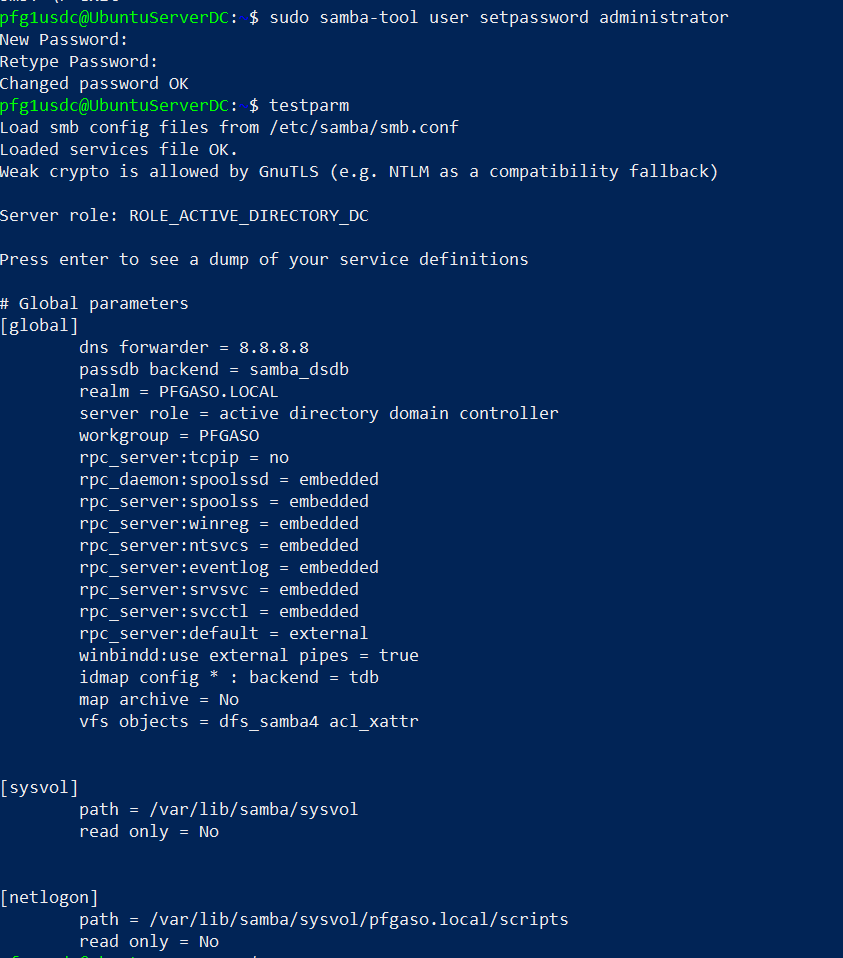 pfg1usdc@UbuntuServerDC:~$ sudo samba-tool user setpassword administrator
New Password:
Retype Password:
Changed password OK
pfg1usdc@UbuntuServerDC:~$ testparm
Load smb config files from /etc/samba/smb.conf
Loaded services file OK.
Weak crypto is allowed by GnuTLS (e.g. NTLM as a compatibility fallback)
Server role: ROLE_ACTIVE_DIRECTORY_DC
Press enter to see a dump of your service definitions
# Global parameters
[global]
dns forwarder = 8.8.8.8
passdb backend = samba_dsdb
realm = PFGASO.LOCAL
server role = active directory domain controller
workgroup = PFGASO
rpc_server:tcpip = no
rpc_daemon:spoolssd = embedded
rpc_server:spoolss = embedded
rpc_server:winreg = embedded
rpc_server:ntsvcs = embedded
rpc_server:eventlog = embedded
rpc_server:srvsvc = embedded
rpc_server:svcctl = embedded
rpc_server:default = external
winbindd:use external pipes = true
idmap config * : backend = tdb
map archive = No
vfs objects = dfs_samba4 acl_xattr
[sysvol]
path = /var/lib/samba/sysvol
read only = No
[netlogon]
path = /var/lib/samba/sysvol/pfgaso.local/scripts
read only = No